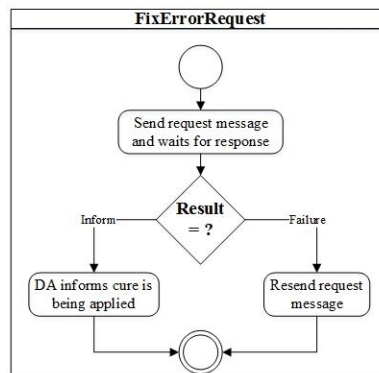 FixErrorRequest
Send request message
and waits for response
Result
= ?
Inform
Failure
DA informs cure is
being applied
Resend request
message